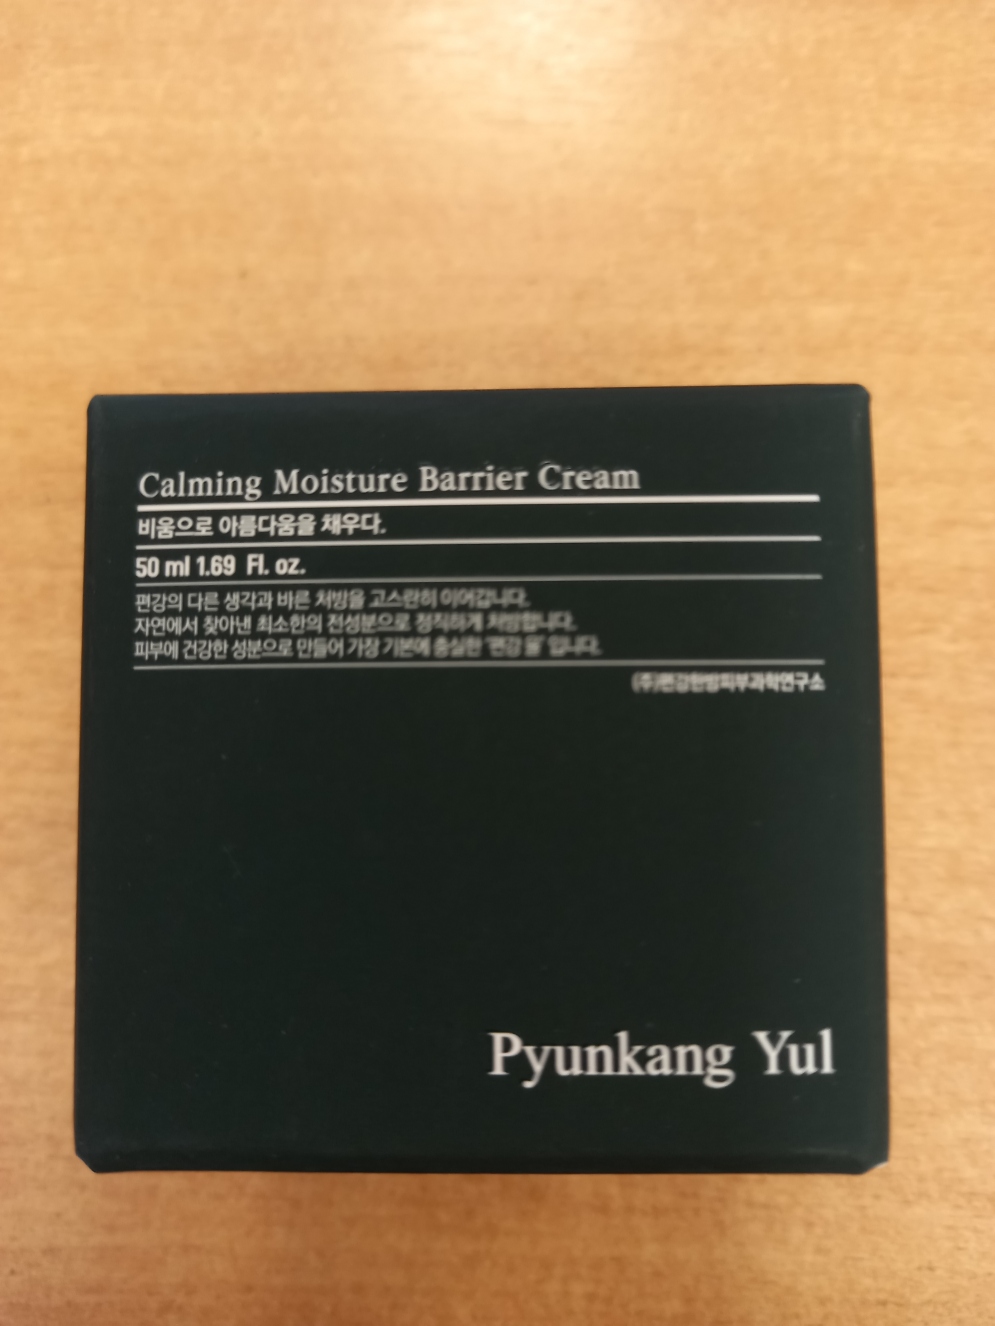 Calming Moisture Barrier Cream
비움으로 아름다움을 채우다.
50 ml 1.69 Fl. oz.
편강의 다른 생각과 바른 처방을 고스란히 이어갑니다.
자연에서 찾아낸 최소한의 전성분으로 정직하게 처방합니다.
피부에 건강한 성분으로 만들어 가장 기본에 충실한 '편강 율' 입니다.
(주)편강한방피부과학연구소
Pyunkang Yul